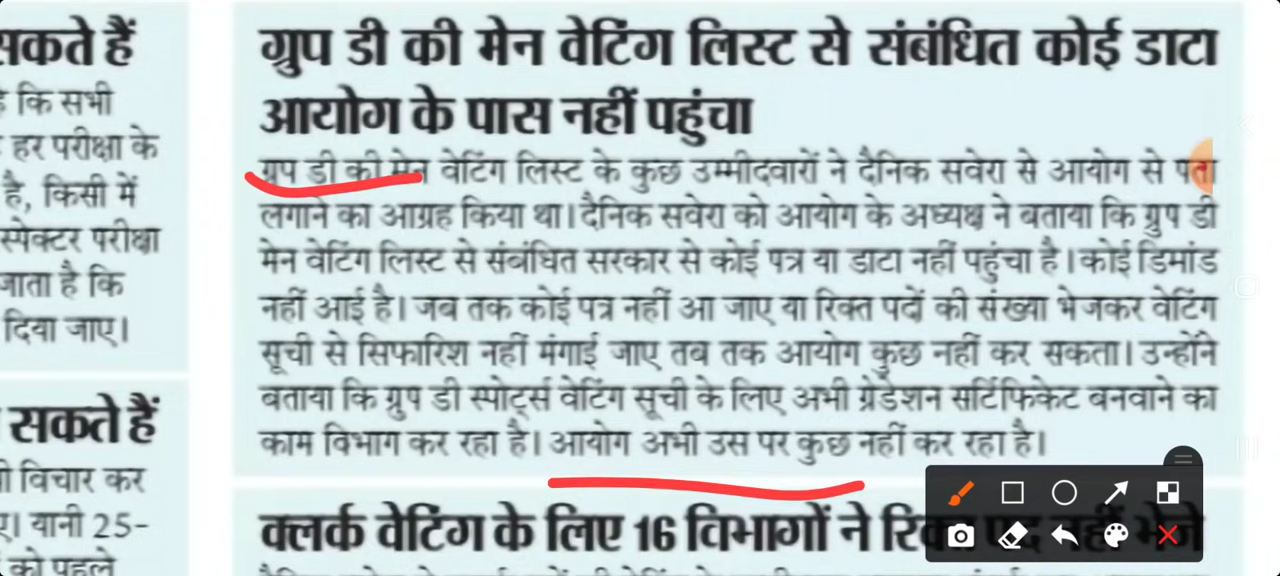 सकते हैं
कि सभी
हर परीक्षा के
है, किसी में
स्पेक्टर परीक्षा
जाता है कि
दिया जाए।
सकते हैं
विचार कर
यानी 25-
को पहले
ग्रुप डी की मेन वेटिंग लिस्ट से संबंधित कोई डाटा
आयोग के पास नहीं पहुंचा
ग्रुप डी की मेन वेटिंग लिस्ट के कुछ उम्मीदवारों ने दैनिक सवेरा से आयोग से पता
लगाने का आग्रह किया था। दैनिक सवेरा को आयोग के अध्यक्ष ने बताया कि ग्रुप डी
मेन वेटिंग लिस्ट से संबंधित सरकार से कोई पत्र या डाटा नहीं पहुंचा है। कोई डिमांड
नहीं आई है। जब तक कोई पत्र नहीं आ जाए या रिक्त पदों की संख्या भेजकर वेटिंग
सूची से सिफारिश नहीं मंगाई जाए तब तक आयोग कुछ नहीं कर सकता। उन्होंने
बताया कि ग्रुप डी स्पोर्ट्स वेटिंग सूची के लिए अभी ग्रेडेशन सर्टिफिकेट बनवाने का
काम विभाग कर रहा है। आयोग अभी उस पर कुछ नहीं कर रहा है।
क्लर्क वेटिंग के लिए 16 विभागों ने रिक्त पद नहीं भेजे